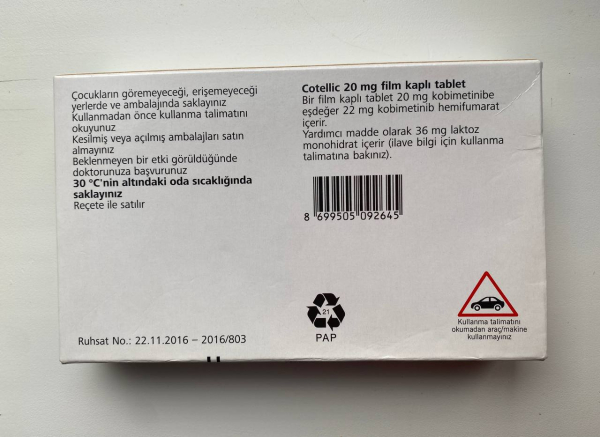 Çocukların göremeyeceği, erişemeyeceği
yerlerde ve ambalajında saklayınız
Kullanmadan önce kullanma talimatını
okuyunuz
Kesilmiş veya açılmış ambalajları satın
almayınız
Beklenmeyen bir etki görüldüğünde
doktorunuza başvurunuz
30 °C'nin altındaki oda sıcaklığında
saklayınız
Reçete ile satılır
Ruhsat No.: 22.11.2016 – 2016/803
Cotellic 20 mg film kaplı tablet
Bir film kaplı tablet 20 mg kobimetinibe
eşdeğer 22 mg kobimetinib hemifumarat
içerir.
Yardımcı madde olarak 36 mg laktoz
monohidrat içerir (ilave bilgi için kullanma
talimatına bakınız).
8 699505 092645
21
PAP
Kullanma talimatını
okumadan araç/makine
kullanmayınız